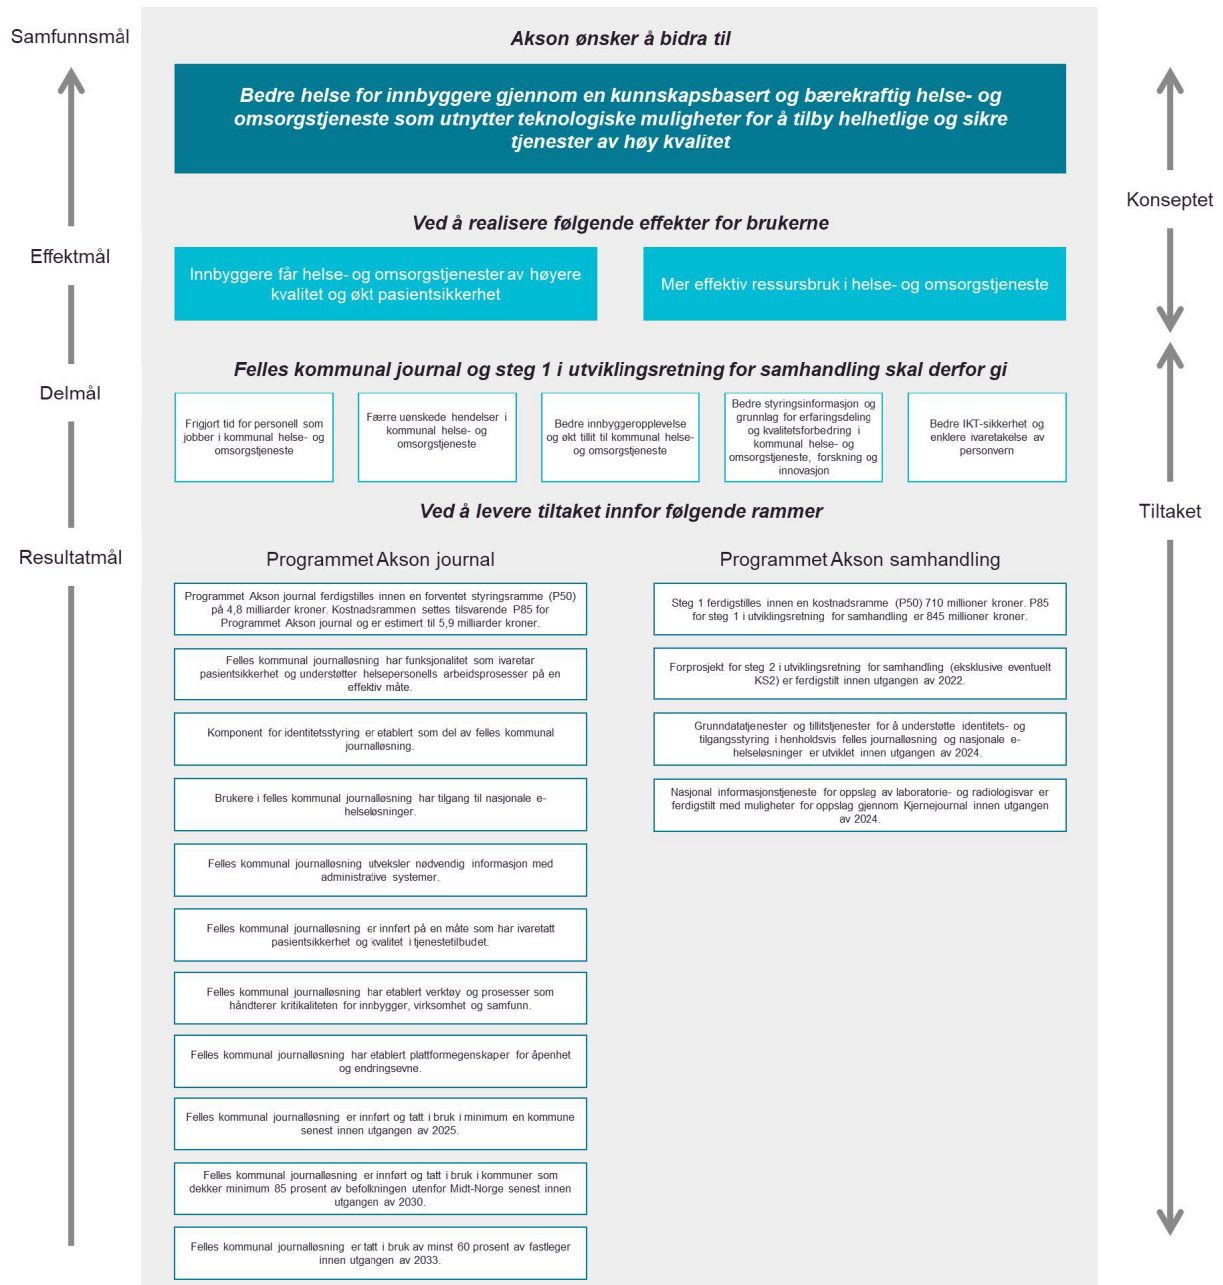 Samfunnsmål
Akson ønsker å bidra til
Bedre helse for innbyggere gjennom en kunnskapsbasert og bærekraftig helse- og
omsorgstjeneste som utnytter teknologiske muligheter for å tilby helhetlige og sikre
tjenester av høy kvalitet
Konseptet
Ved å realisere følgende effekter for brukerne
Effektmål
Innbyggere får helse- og omsorgstjenester av høyere
kvalitet og økt pasientsikkerhet
Mer effektiv ressursbruk i helse- og omsorgstjeneste
Felles kommunal journal og steg 1 i utviklingsretning for samhandling skal derfor gi
Delmål
Frigjort tid for personell som
jobber i kommunal helse- og
omsorgstjeneste
Færre uønskede hendelser i
kommunal helse- og
omsorgstjeneste
Bedre innbyggeropplevelse
og økt tillit til kommunal helse-
og omsorgstjeneste
Bedre styringsinformasjon og
grunnlag for erfaringsdeling
og kvalitetsforbedring i
kommunal helse- og
omsorgstjeneste, forskning og
innovasjon
Bedre IKT-sikkerhet og
enklere ivaretakelse av
personvern
Ved å levere tiltaket innfor følgende rammer
Tiltaket
Resultatmål
Programmet Akson journal
Programmet Akson journal ferdigstilles innen en forventet styringsramme (P50)
på 4,8 milliarder kroner. Kostnadsrammen settes tilsvarende P85 for
Programmet Akson journal og er estimert til 5,9 milliarder kroner.
Felles kommunal journalløsning har funksjonalitet som ivaretar
pasientsikkerhet og understøtter helsepersonells arbeidsprosesser på en
effektiv måte.
Komponent for identitetsstyring er etablert som del av felles kommunal
journalløsning.
Brukere i felles kommunal journalløsning har tilgang til nasjonale e-
helseløsninger.
Felles kommunal journalløsning utveksler nødvendig informasjon med
administrative systemer.
Felles kommunal journalløsning er innført på en måte som har ivaretatt
pasientsikkerhet og kvalitet i tjenestetilbudet.
Felles kommunal journalløsning har etablert verktøy og prosesser som
håndterer kritikaliteten for innbygger, virksomhet og samfunn.
Felles kommunal journalløsning har etablert plattformegenskaper for åpenhet
og endringsevne.
Felles kommunal journalløsning er innført og tatt i bruk i minimum en kommune
senest innen utgangen av 2025.
Felles kommunal journalløsning er innført og tatt i bruk i kommuner som
dekker minimum 85 prosent av befolkningen utenfor Midt-Norge senest innen
utgangen av 2030.
Felles kommunal journalløsning er tatt i bruk av minst 60 prosent av fastleger
innen utgangen av 2033.
Programmet Akson samhandling
Steg 1 ferdigstilles innen en kostnadsramme (P50) 710 millioner kroner. P85
for steg 1 i utviklingsretning for samhandling er 845 millioner kroner.
Forprosjekt for steg 2 i utviklingsretning for samhandling (eksklusive eventuelt
KS2) er ferdigstilt innen utgangen av 2022.
Grunndatatjenester og tillitstjenester for å understøtte identitets- og
tilgangsstyring i henholdsvis felles journalløsning og nasjonale e-
helseløsninger er utviklet innen utgangen av 2024.
Nasjonal informasjonstjeneste for oppslag av laboratorie- og radiologisvar er
ferdigstilt med muligheter for oppslag gjennom Kjernejournal innen utgangen
av 2024.